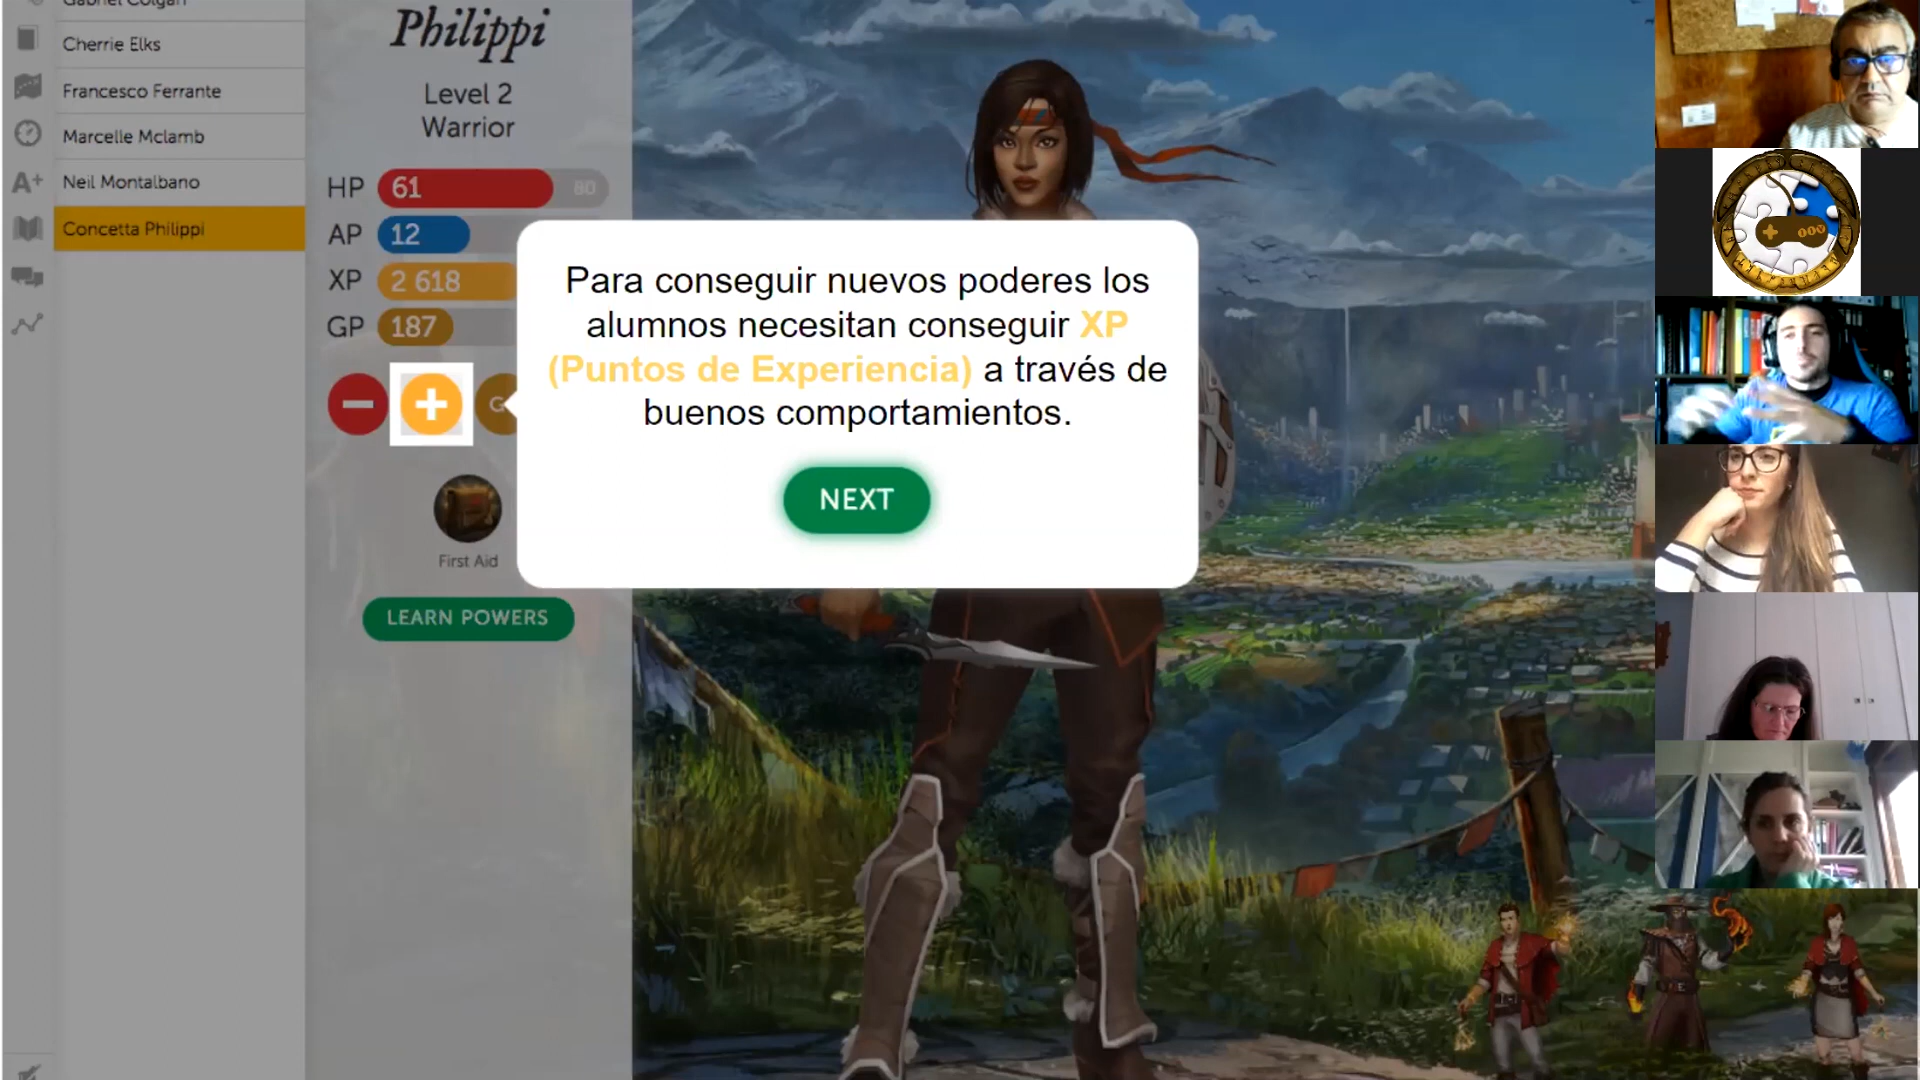 Gabriel Colgan
Cherrie Elks
Francesco Ferrante
Marcelle Mclamb
Neil Montalbano
Concetta Philippi
A+
Philippi
Level 2
Warrior
HP 61 80
AP 12
XP 2 618
GP 187
G
First Aid
LEARN POWERS
Para conseguir nuevos poderes los
alumnos necesitan conseguir XP
(Puntos de Experiencia) a través de
buenos comportamientos.
NEXT